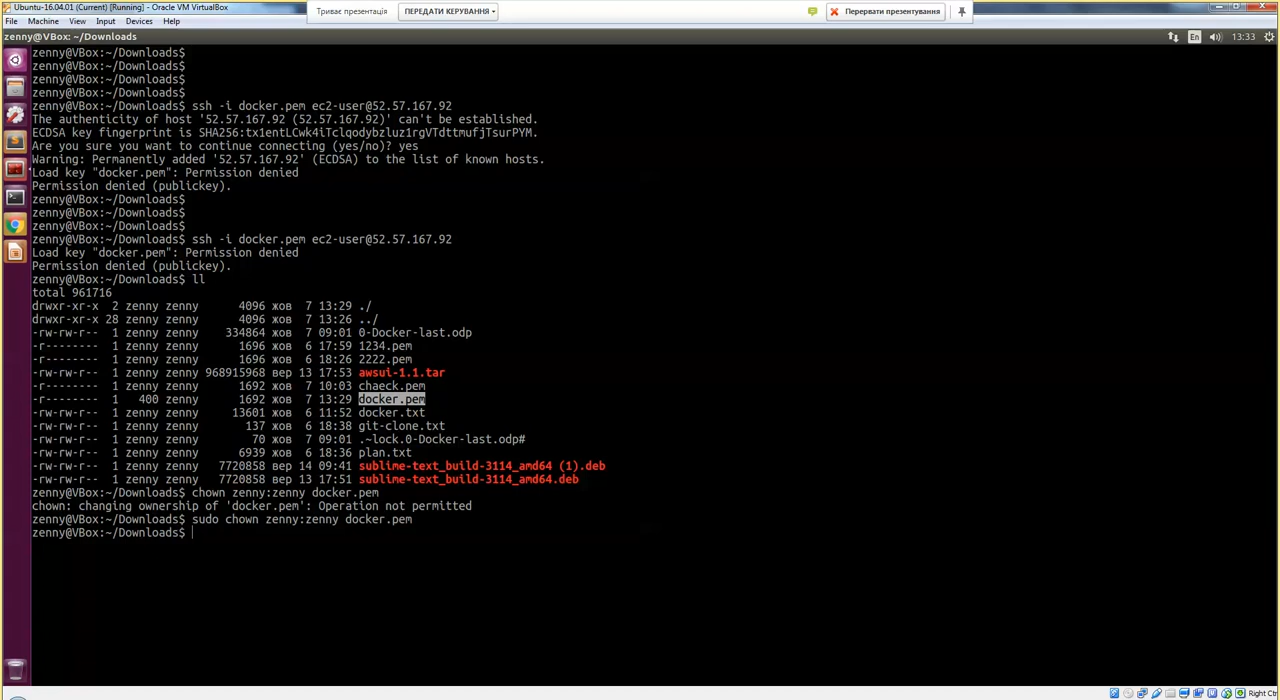 Ubuntu-16.04.01 (Current) [Running] - Oracle VM VirtualBox
Триває презентація
ПЕРЕДАТИ КЕРУВАННЯ
Перервати презентування
File Machine View Input Devices Help
zenny@VBox: ~/Downloads
En
13:33
zenny@VBox:~/Downloads$
zenny@VBox:~/Downloads$
zenny@VBox:~/Downloads$
zenny@VBox:~/Downloads$
zenny@VBox:~/Downloads$ ssh -i docker.pem ec2-user@52.57.167.92
The authenticity of host '52.57.167.92 (52.57.167.92)' can't be established.
ECDSA key fingerprint is SHA256:tx1entLCwk4iTclqodybzluz1rgVTdttmufjTsurPYM.
Are you sure you want to continue connecting (yes/no)? yes
Warning: Permanently added '52.57.167.92' (ECDSA) to the list of known hosts.
Load key "docker.pem": Permission denied
Permission denied (publickey).
zenny@VBox:~/Downloads$
zenny@VBox:~/Downloads$
zenny@VBox:~/Downloads$
zenny@VBox:~/Downloads$ ssh -i docker.pem ec2-user@52.57.167.92
Load key "docker.pem": Permission denied
Permission denied (publickey).
zenny@VBox:~/Downloads$ ll
total 961716
drwxr-xr-x 2 zenny zenny 4096 жов 7 13:29 ./
drwxr-xr-x 28 zenny zenny 4096 жов 7 13:26 ../
-rw-rw-r-- 1 zenny zenny 334864 жов 7 09:01 0-Docker-last.odp
-r-------- 1 zenny zenny 1696 жов 6 17:59 1234.pem
-r-------- 1 zenny zenny 1696 жов 6 18:26 2222.pem
-rw-rw-r-- 1 zenny zenny 968915968 вер 13 17:53 awsui-1.1.tar
-r-------- 1 zenny zenny 1692 жов 7 10:03 chaeck.pem
-r-------- 1 400 zenny 1692 жов 7 13:29 docker.pem
-rw-rw-r-- 1 zenny zenny 13601 жов 6 11:52 docker.txt
-rw-rw-r-- 1 zenny zenny 137 жов 6 18:38 git-clone.txt
-rw-rw-r-- 1 zenny zenny 70 жов 7 09:01 .~lock.0-Docker-last.odp#
-rw-rw-r-- 1 zenny zenny 6939 жов 6 18:36 plan.txt
-rw-rw-r-- 1 zenny zenny 7720858 вер 14 09:41 sublime-text_build-3114_amd64 (1).deb
-rw-rw-r-- 1 zenny zenny 7720858 вер 13 17:51 sublime-text_build-3114_amd64.deb
zenny@VBox:~/Downloads$ chown zenny:zenny docker.pem
chown: changing ownership of 'docker.pem': Operation not permitted
zenny@VBox:~/Downloads$ sudo chown zenny:zenny docker.pem
zenny@VBox:~/Downloads$
Right Ctr